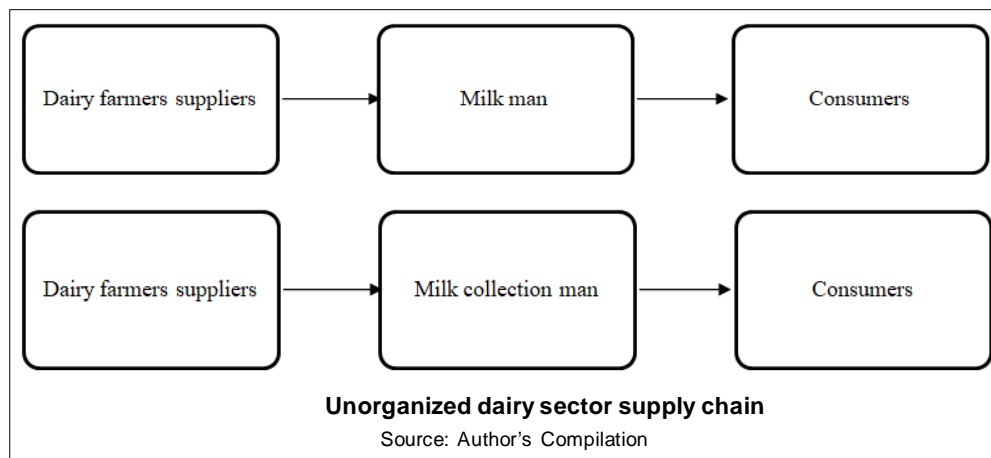 Dairy farmers suppliers
Milk man
Consumers
Dairy farmers suppliers
Milk collection man
Consumers
Unorganized dairy sector supply chain
Source: Author's Compilation